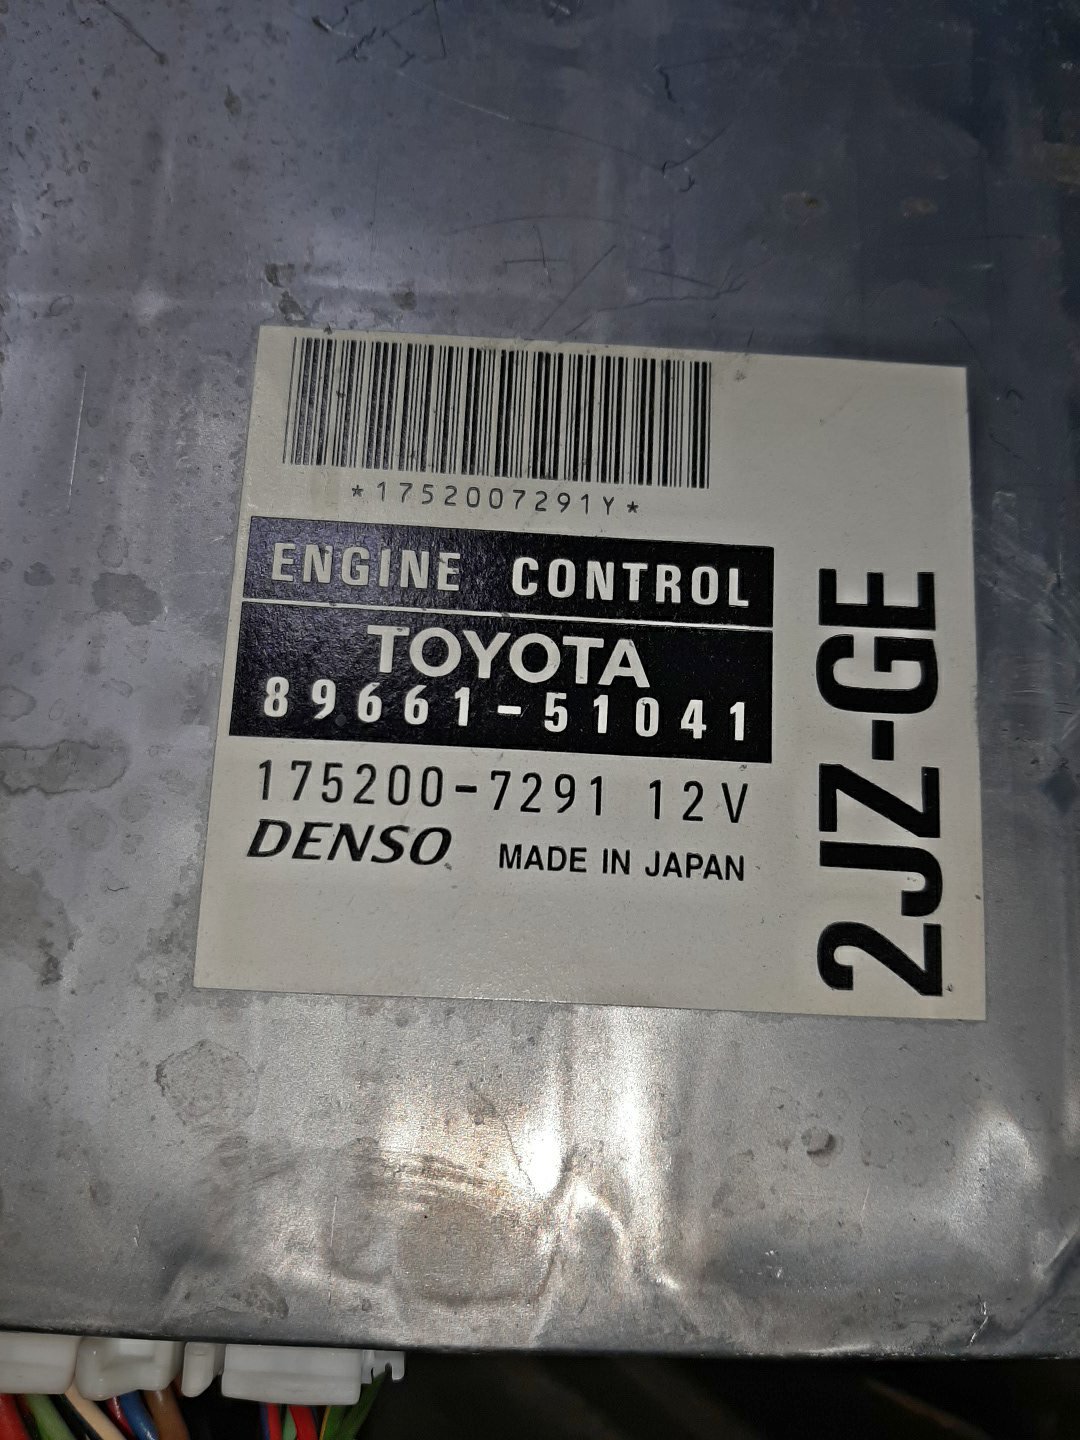 *1752007291Y*
ENGINE CONTROL
TOYOTA
89661-51041
175200-7291 12V
DENSO MADE IN JAPAN
2JZ-GE